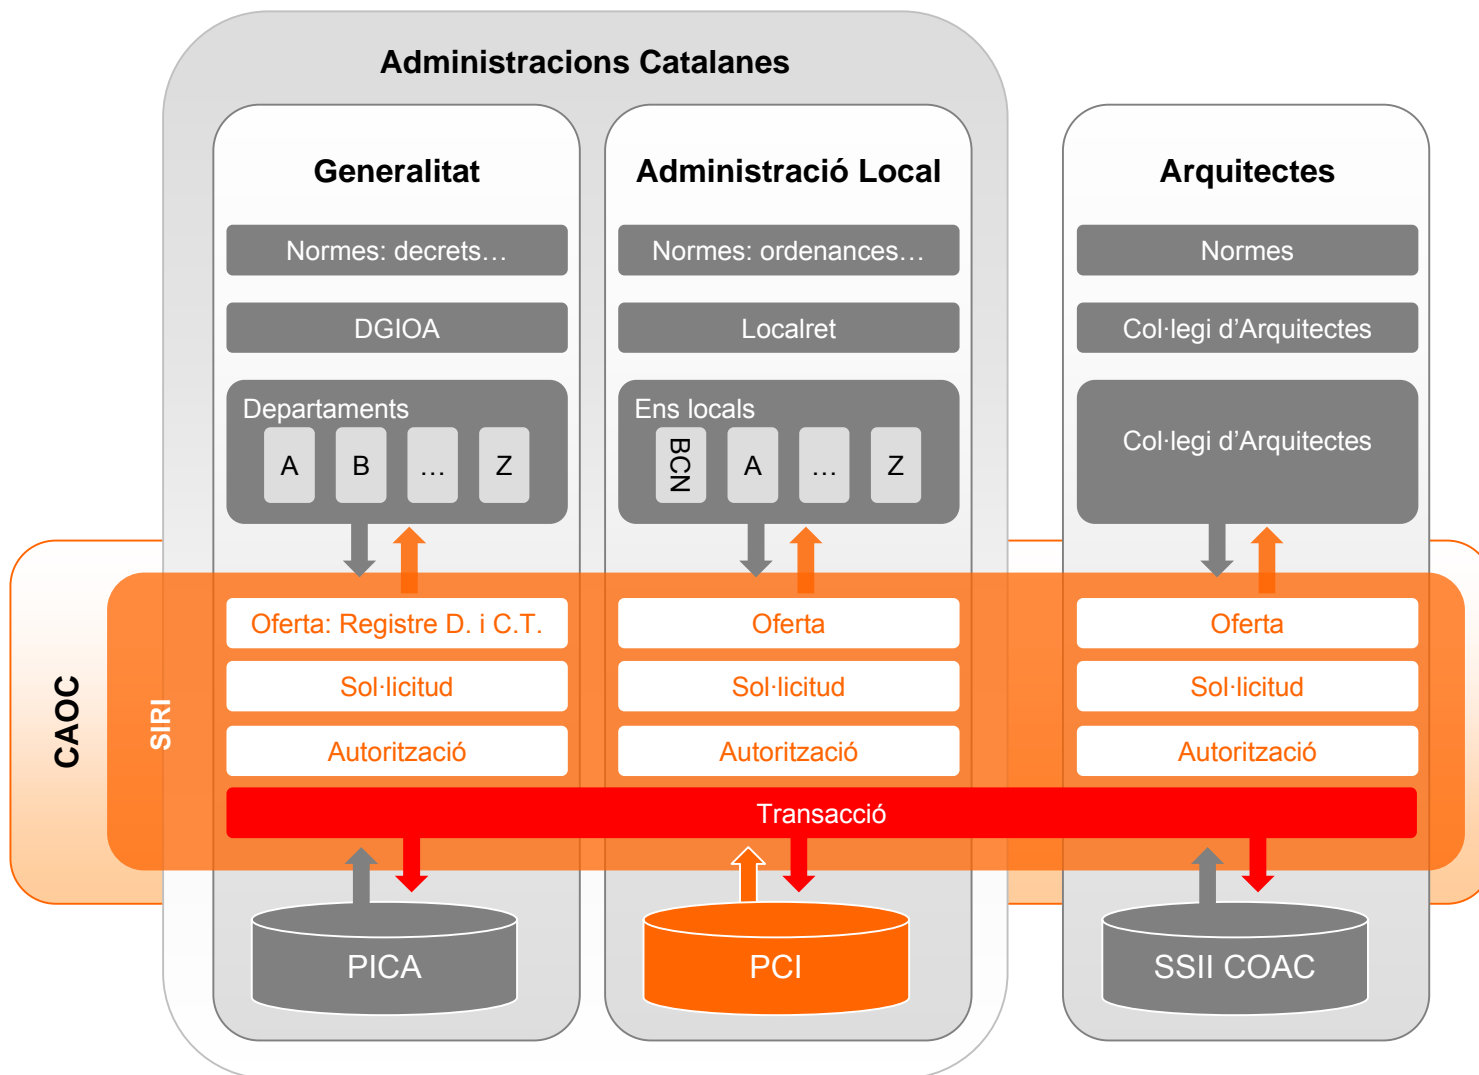 Administracions Catalanes
Generalitat
Administració Local
Arquitectes
Normes: decrets…
Normes: ordenances…
Normes
DGIOA
Localret
Col·legi d’Arquitectes
Departaments
A
B
…
Z
Ens locals
BCN
A
…
Z
Col·legi d’Arquitectes
CAOC
SIRI
Oferta: Registre D. i C.T.
Oferta
Oferta
Sol·licitud
Sol·licitud
Sol·licitud
Autorització
Autorització
Autorització
Transacció
PICA
PCI
SSII COAC